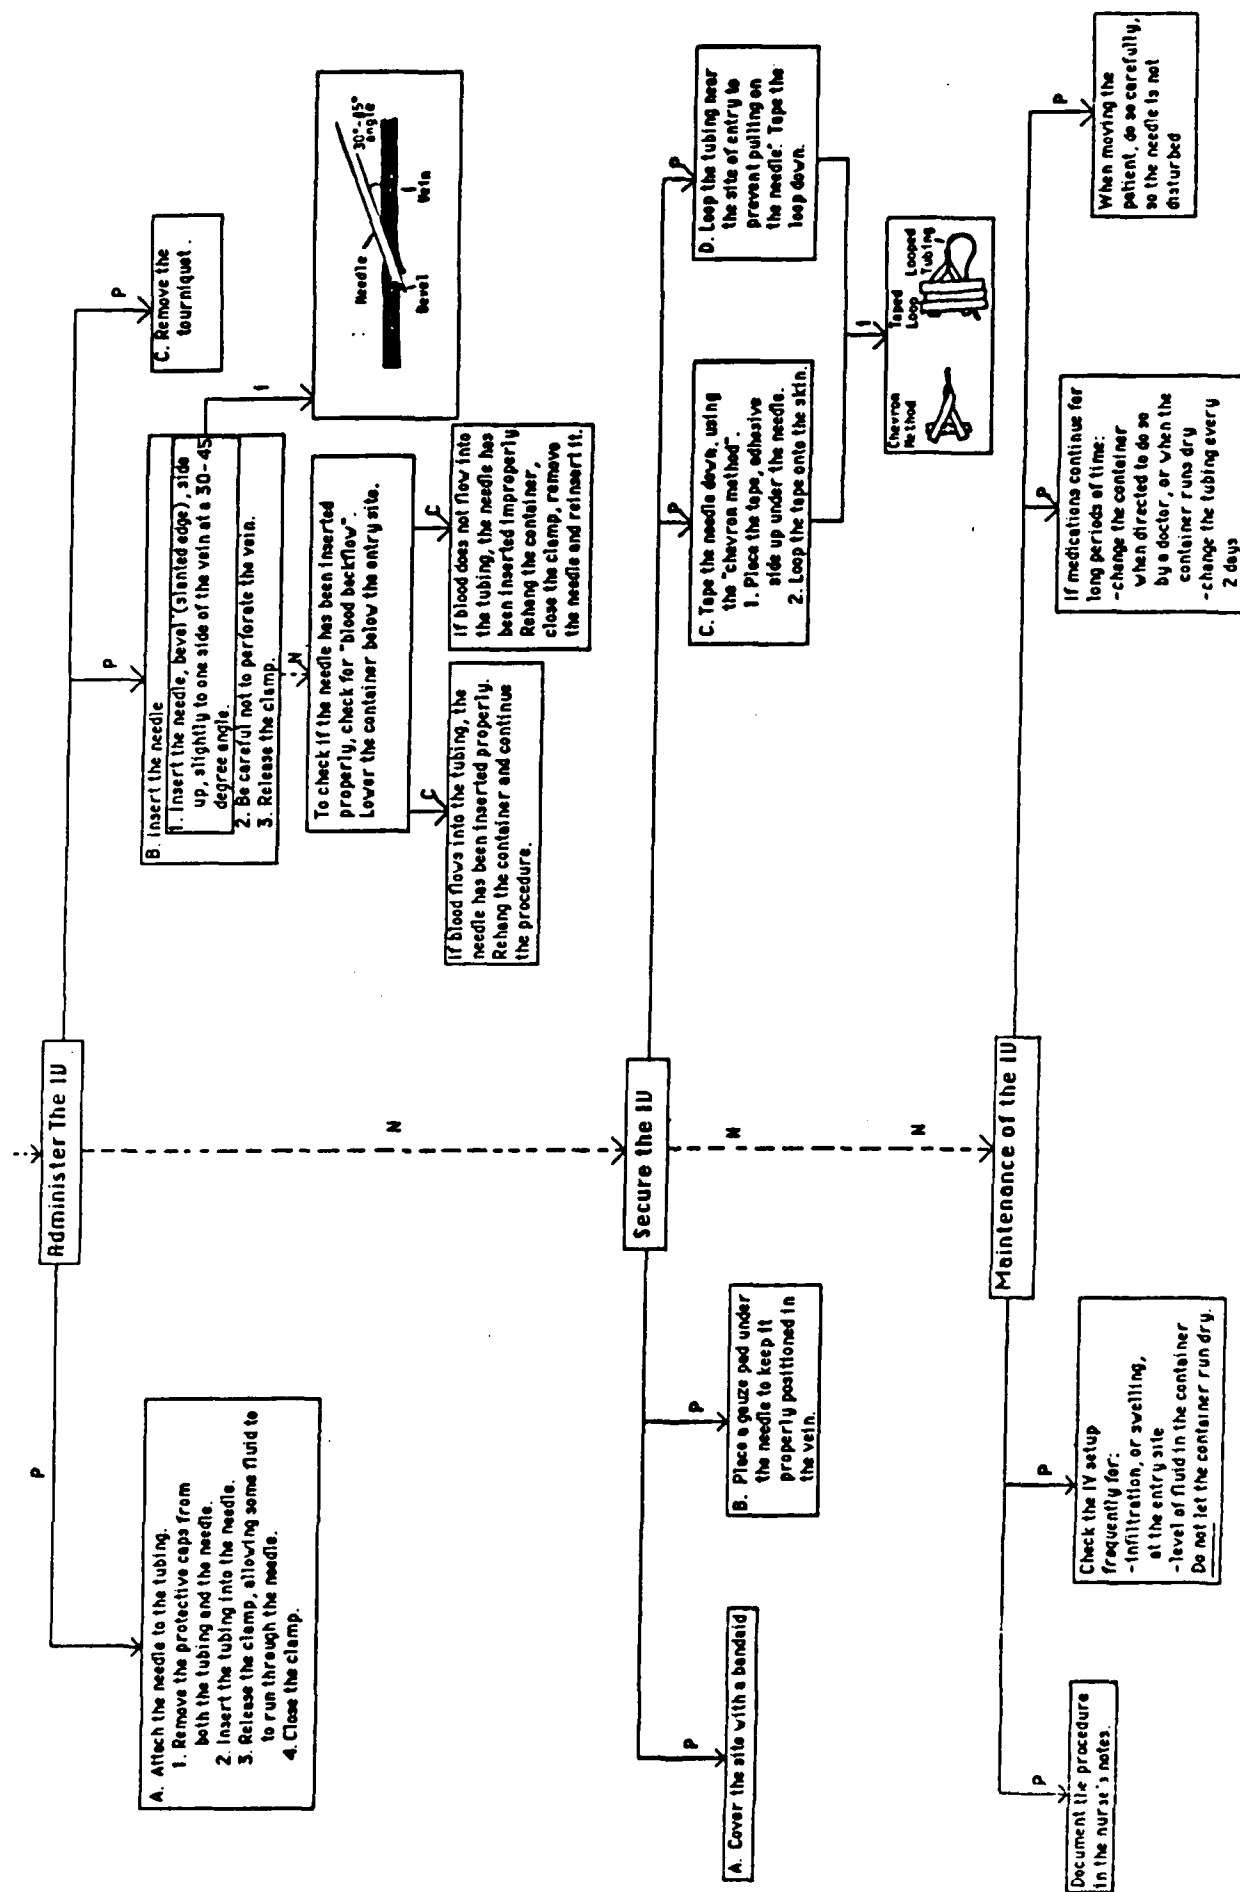 Administer The IV
P
P
P
A. Attach the needle to the tubing.
1. Remove the protective caps from
both the tubing and the needle.
2. Insert the tubing into the needle.
3. Release the clamp, allowing some fluid to
to run through the needle.
4. Close the clamp.
B. Insert the needle
1. Insert the needle, bevel (slanted edge), side
up, slightly to one side of the vein at a 30-45
degree angle.
2. Be careful not to perforate the vein.
3. Release the clamp.
C. Remove the
tourniquet.
N
I
To check if the needle has been inserted
properly, check for "blood backflow".
Lower the container below the entry site.
C
C
If blood flows into the tubing, the
needle has been inserted properly.
Rehang the container and continue
the procedure.
If blood does not flow into
the tubing, the needle has
been inserted improperly.
Rehang the container,
close the clamp, remove
the needle and reinsert it.
Needle
30°-45°
angle
Bevel
Vein
N
Secure the IV
P
P
P
P
A. Cover the site with a bandaid
B. Place a gauze pad under
the needle to keep it
properly positioned in
the vein.
C. Tape the needle down, using
the "chevron method".
1. Place the tape, adhesive
side up under the needle.
2. Loop the tape onto the skin.
D. Loop the tubing near
the site of entry to
prevent pulling on
the needle". Tape the
loop down.
I
Chevron
Method
Taped
Loop
Looped
Tubing
N
N
Maintenance of the IV
P
P
P
P
Document the procedure
in the nurse's notes.
Check the IV setup
frequently for:
-infiltration, or swelling,
at the entry site
-level of fluid in the container
Do not let the container run dry.
If medications continue for
long periods of time:
-change the container
when directed to do so
by a doctor, or when the
container runs dry
-change the tubing every
2 days
When moving the
patient, do so carefully,
so the needle is not
disturbed